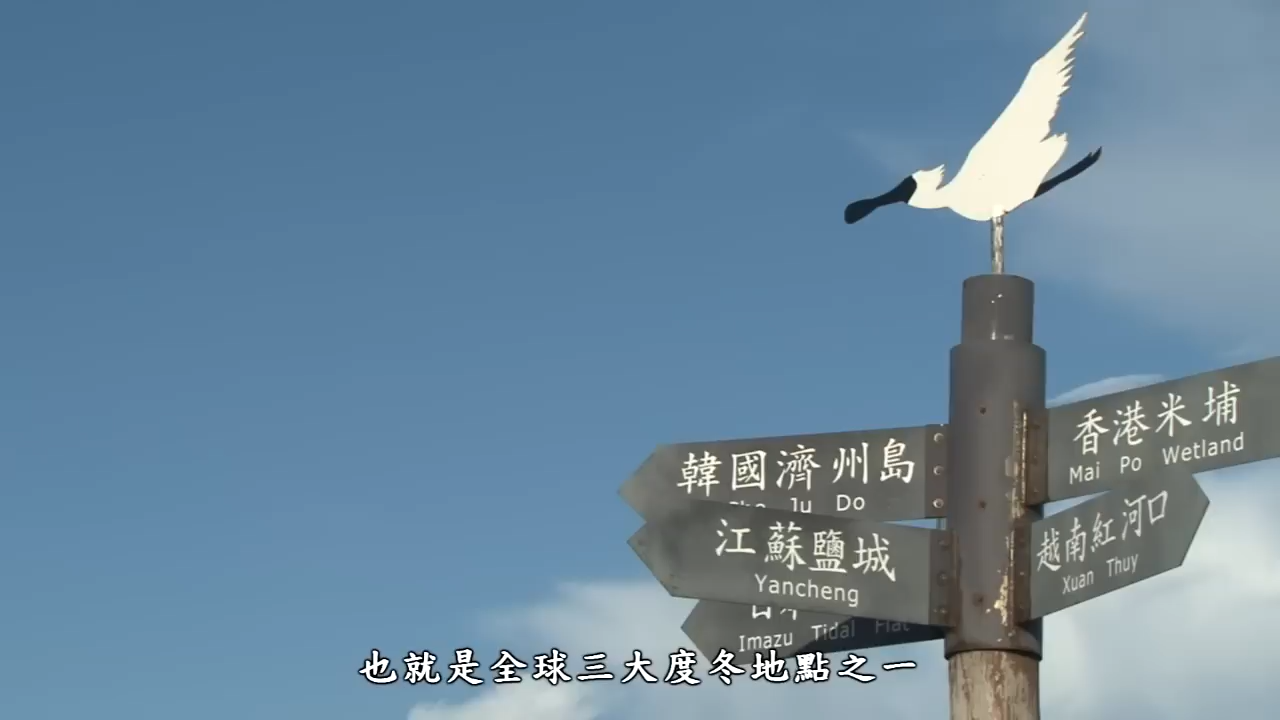 韓國濟州島
Ju Do
香港米埔
Mai Po Wetland
江蘇鹽城
Yancheng
越南紅河口
Xuan Thuy
Imazu Tidal Flat
也就是全球三大度冬地點之一